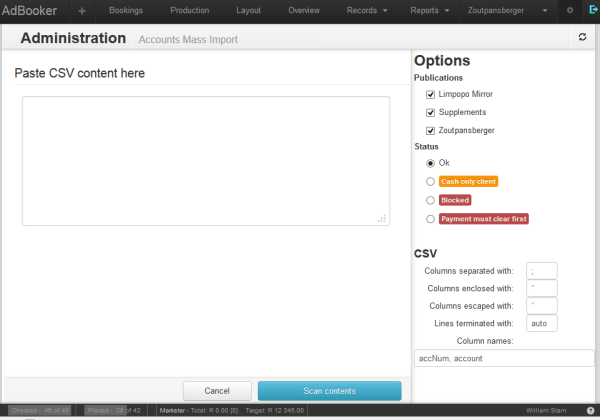 AdBooker + Bookings Production Layout Overview Records Reports Zoutpansberger
Administration Accounts Mass Import
Paste CSV content here
Options
Publications
Limpopo Mirror
Supplements
Zoutpansberger
Status
Ok
Cash only client
Blocked
Payment must clear first
CSV
Columns separated with: ;
Columns enclosed with: "
Columns escaped with: "
Lines terminated with: auto
Column names:
accNum, account
Cancel Scan contents
Checked - 46 of 46 Placed - 28 of 42 Marketer - Total: R 0.00 [0] Target: R 12 345.00 William Stam